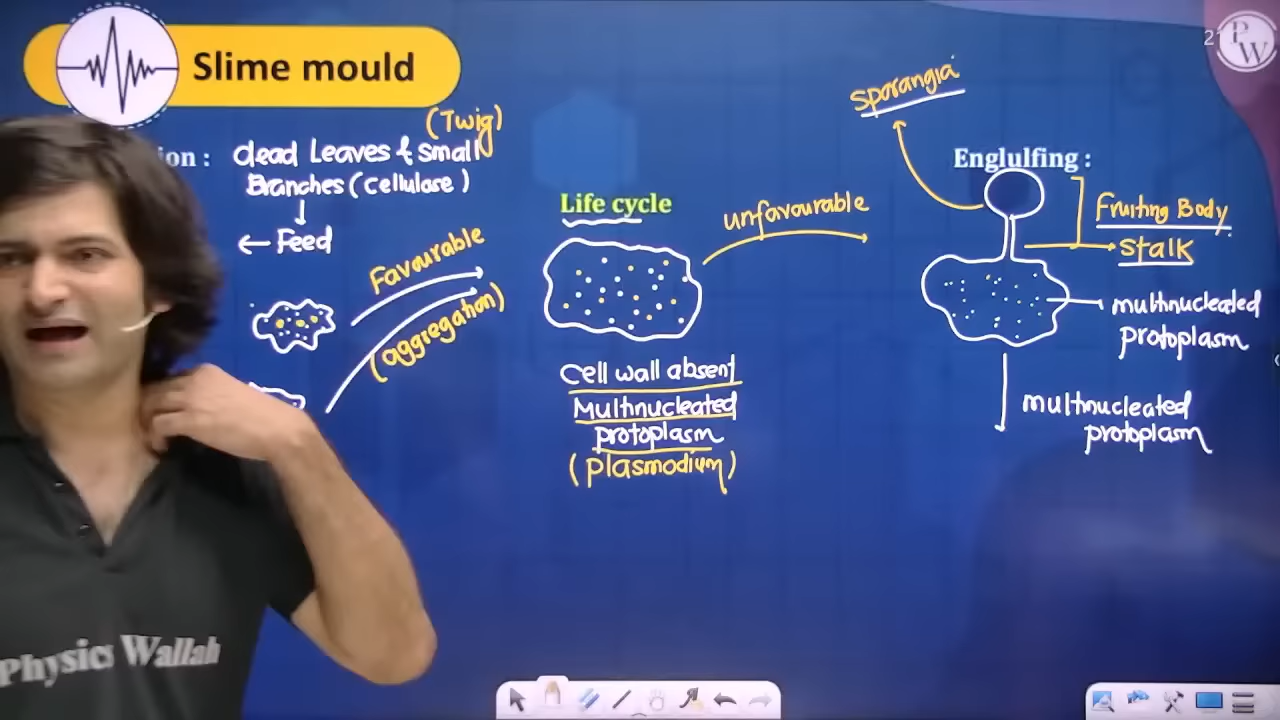 Slime mould
(Twig)
ion : dead Leaves & small
Branches (cellulose)
← Feed
Favourable
(aggregation)
Life cycle
Cell wall absent
Multinucleated
protoplasm
(plasmodium)
unfavourable
Sporangia
Englulfing :
Fruiting Body
Stalk
multinucleated
protoplasm
multinucleated
protoplasm
PW
Physics Wallah